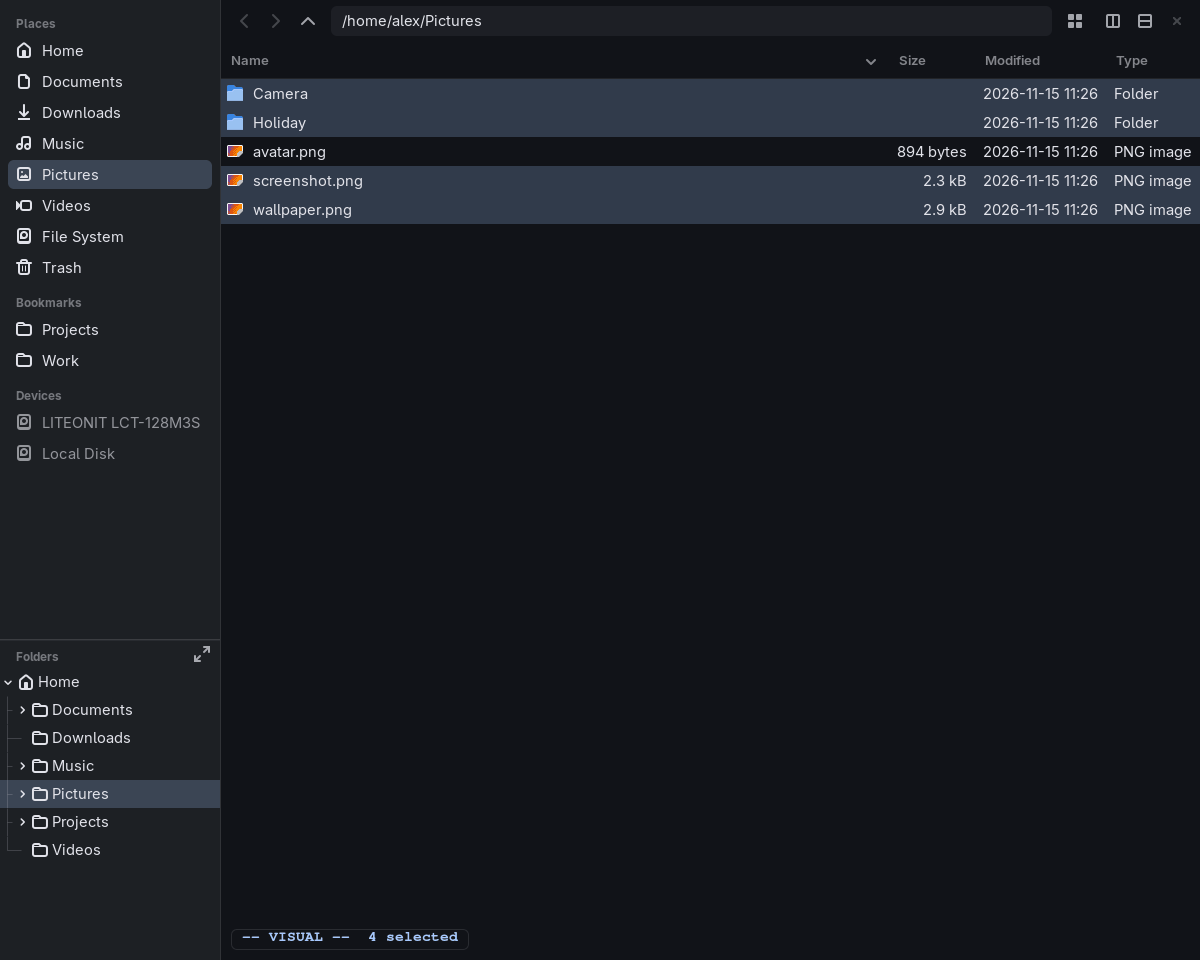 Places
Home
Documents
Downloads
Music
Pictures
Videos
File System
Trash
Bookmarks
Projects
Work
Devices
LITEONIT LCT-128M3S
Local Disk
Folders
Home
Documents
Downloads
Music
Pictures
Projects
Videos
/home/alex/Pictures
Name Size Modified Type
Camera 2026-11-15 11:26 Folder
Holiday 2026-11-15 11:26 Folder
avatar.png 894 bytes 2026-11-15 11:26 PNG image
screenshot.png 2.3 kB 2026-11-15 11:26 PNG image
wallpaper.png 2.9 kB 2026-11-15 11:26 PNG image
-- VISUAL -- 4 selected